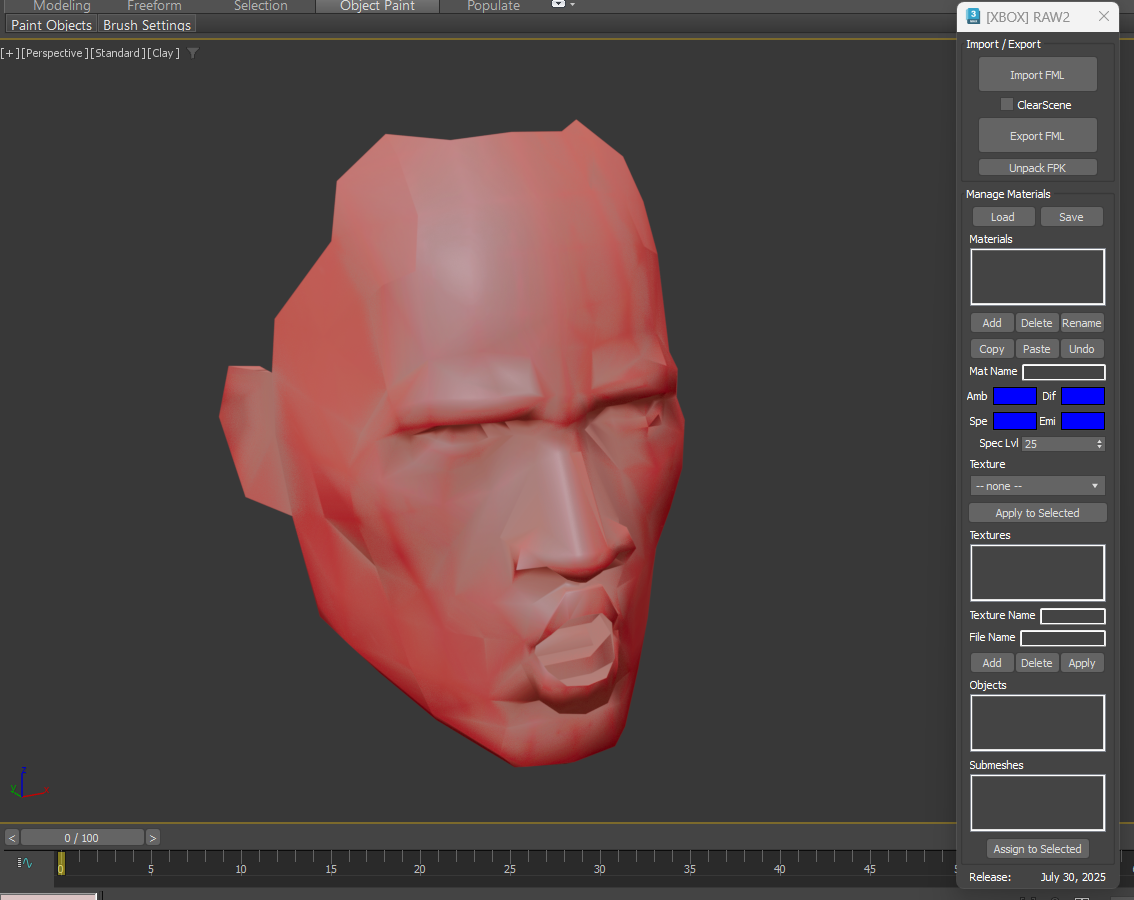 Modeling Freeform Selection Object Paint Populate
Paint Objects Brush Settings
[+][Perspective][Standard][Clay]
[XBOX] RAW2
Import / Export
Import FML
ClearScene
Export FML
Unpack FPK
Manage Materials
Load Save
Materials
Add Delete Rename
Copy Paste Undo
Mat Name
Amb Dif
Spe Emi
Spec Lvl 25
Texture
-- none --
Apply to Selected
Textures
Texture Name
File Name
Add Delete Apply
Objects
Submeshes
Assign to Selected
Release: July 30, 2025
z
y
< 0 / 100 >
0 5 10 15 20 25 30 35 40 45